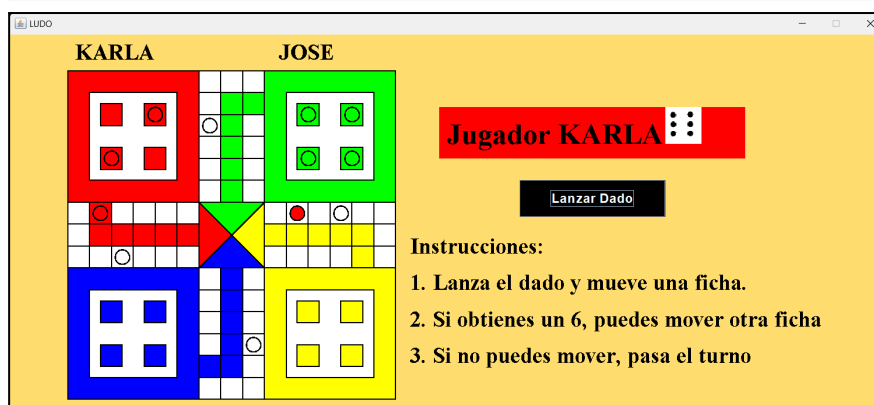 LUDO
KARLA JOSE
Jugador KARLA
Lanzar Dado
Instrucciones:
1. Lanza el dado y mueve una ficha.
2. Si obtienes un 6, puedes mover otra ficha
3. Si no puedes mover, pasa el turno